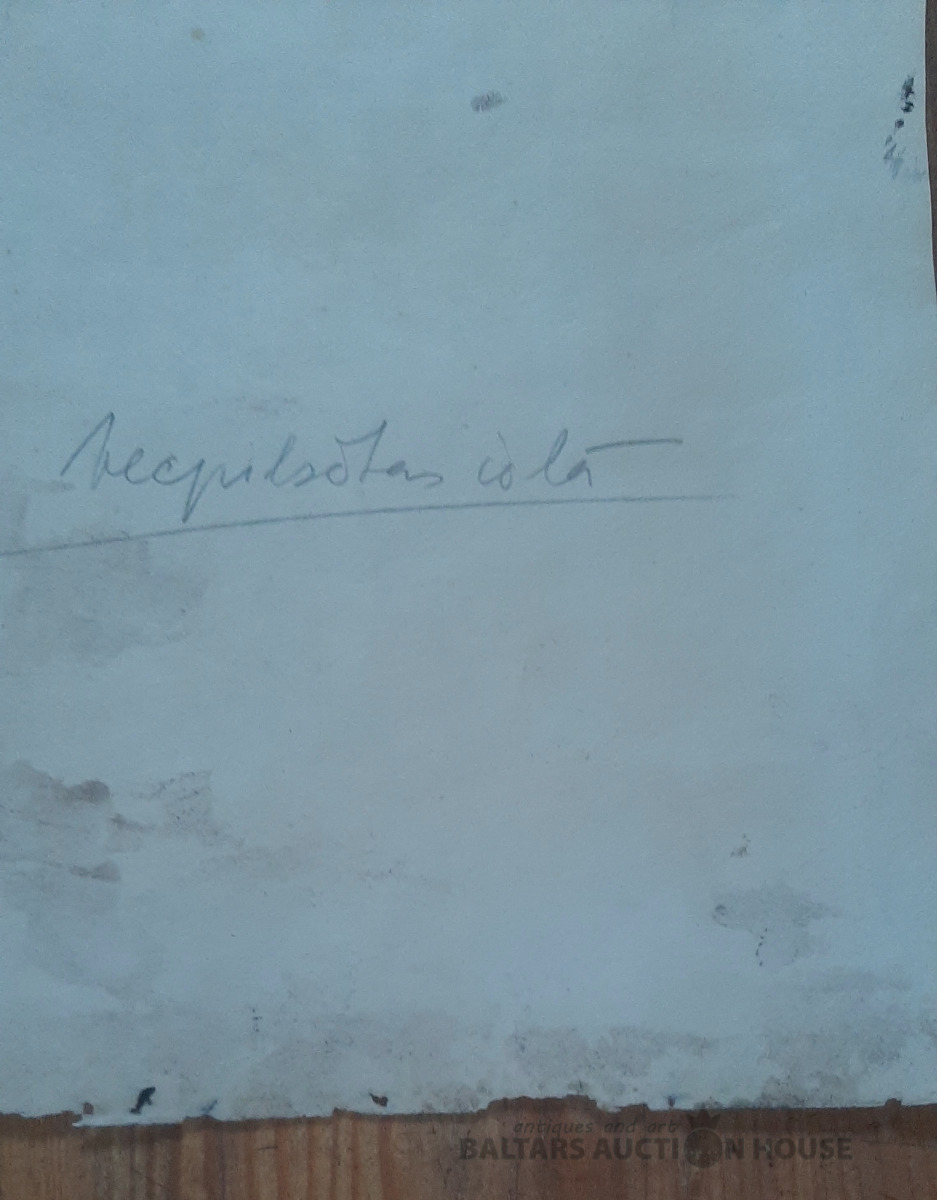 Vecpilsētas ielā
antiques and art
BALTARS AUCTION HOUSE